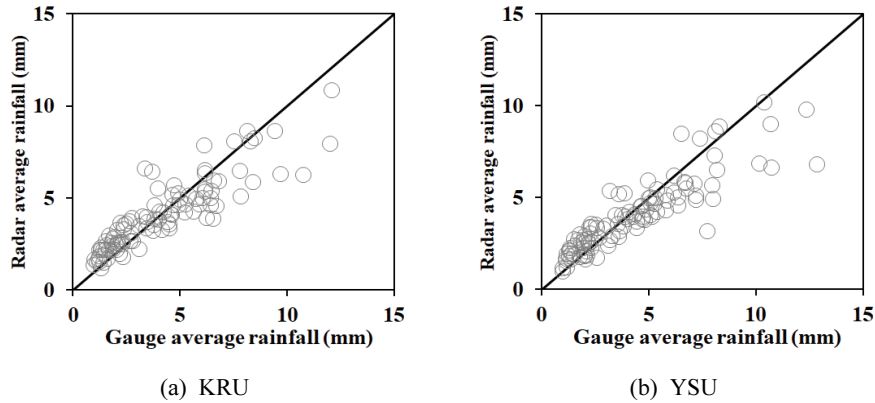 15
10
5
0
Radar average rainfall (mm)
0 5 10 15
Gauge average rainfall (mm)
(a) KRU
15
10
5
0
Radar average rainfall (mm)
0 5 10 15
Gauge average rainfall (mm)
(b) YSU